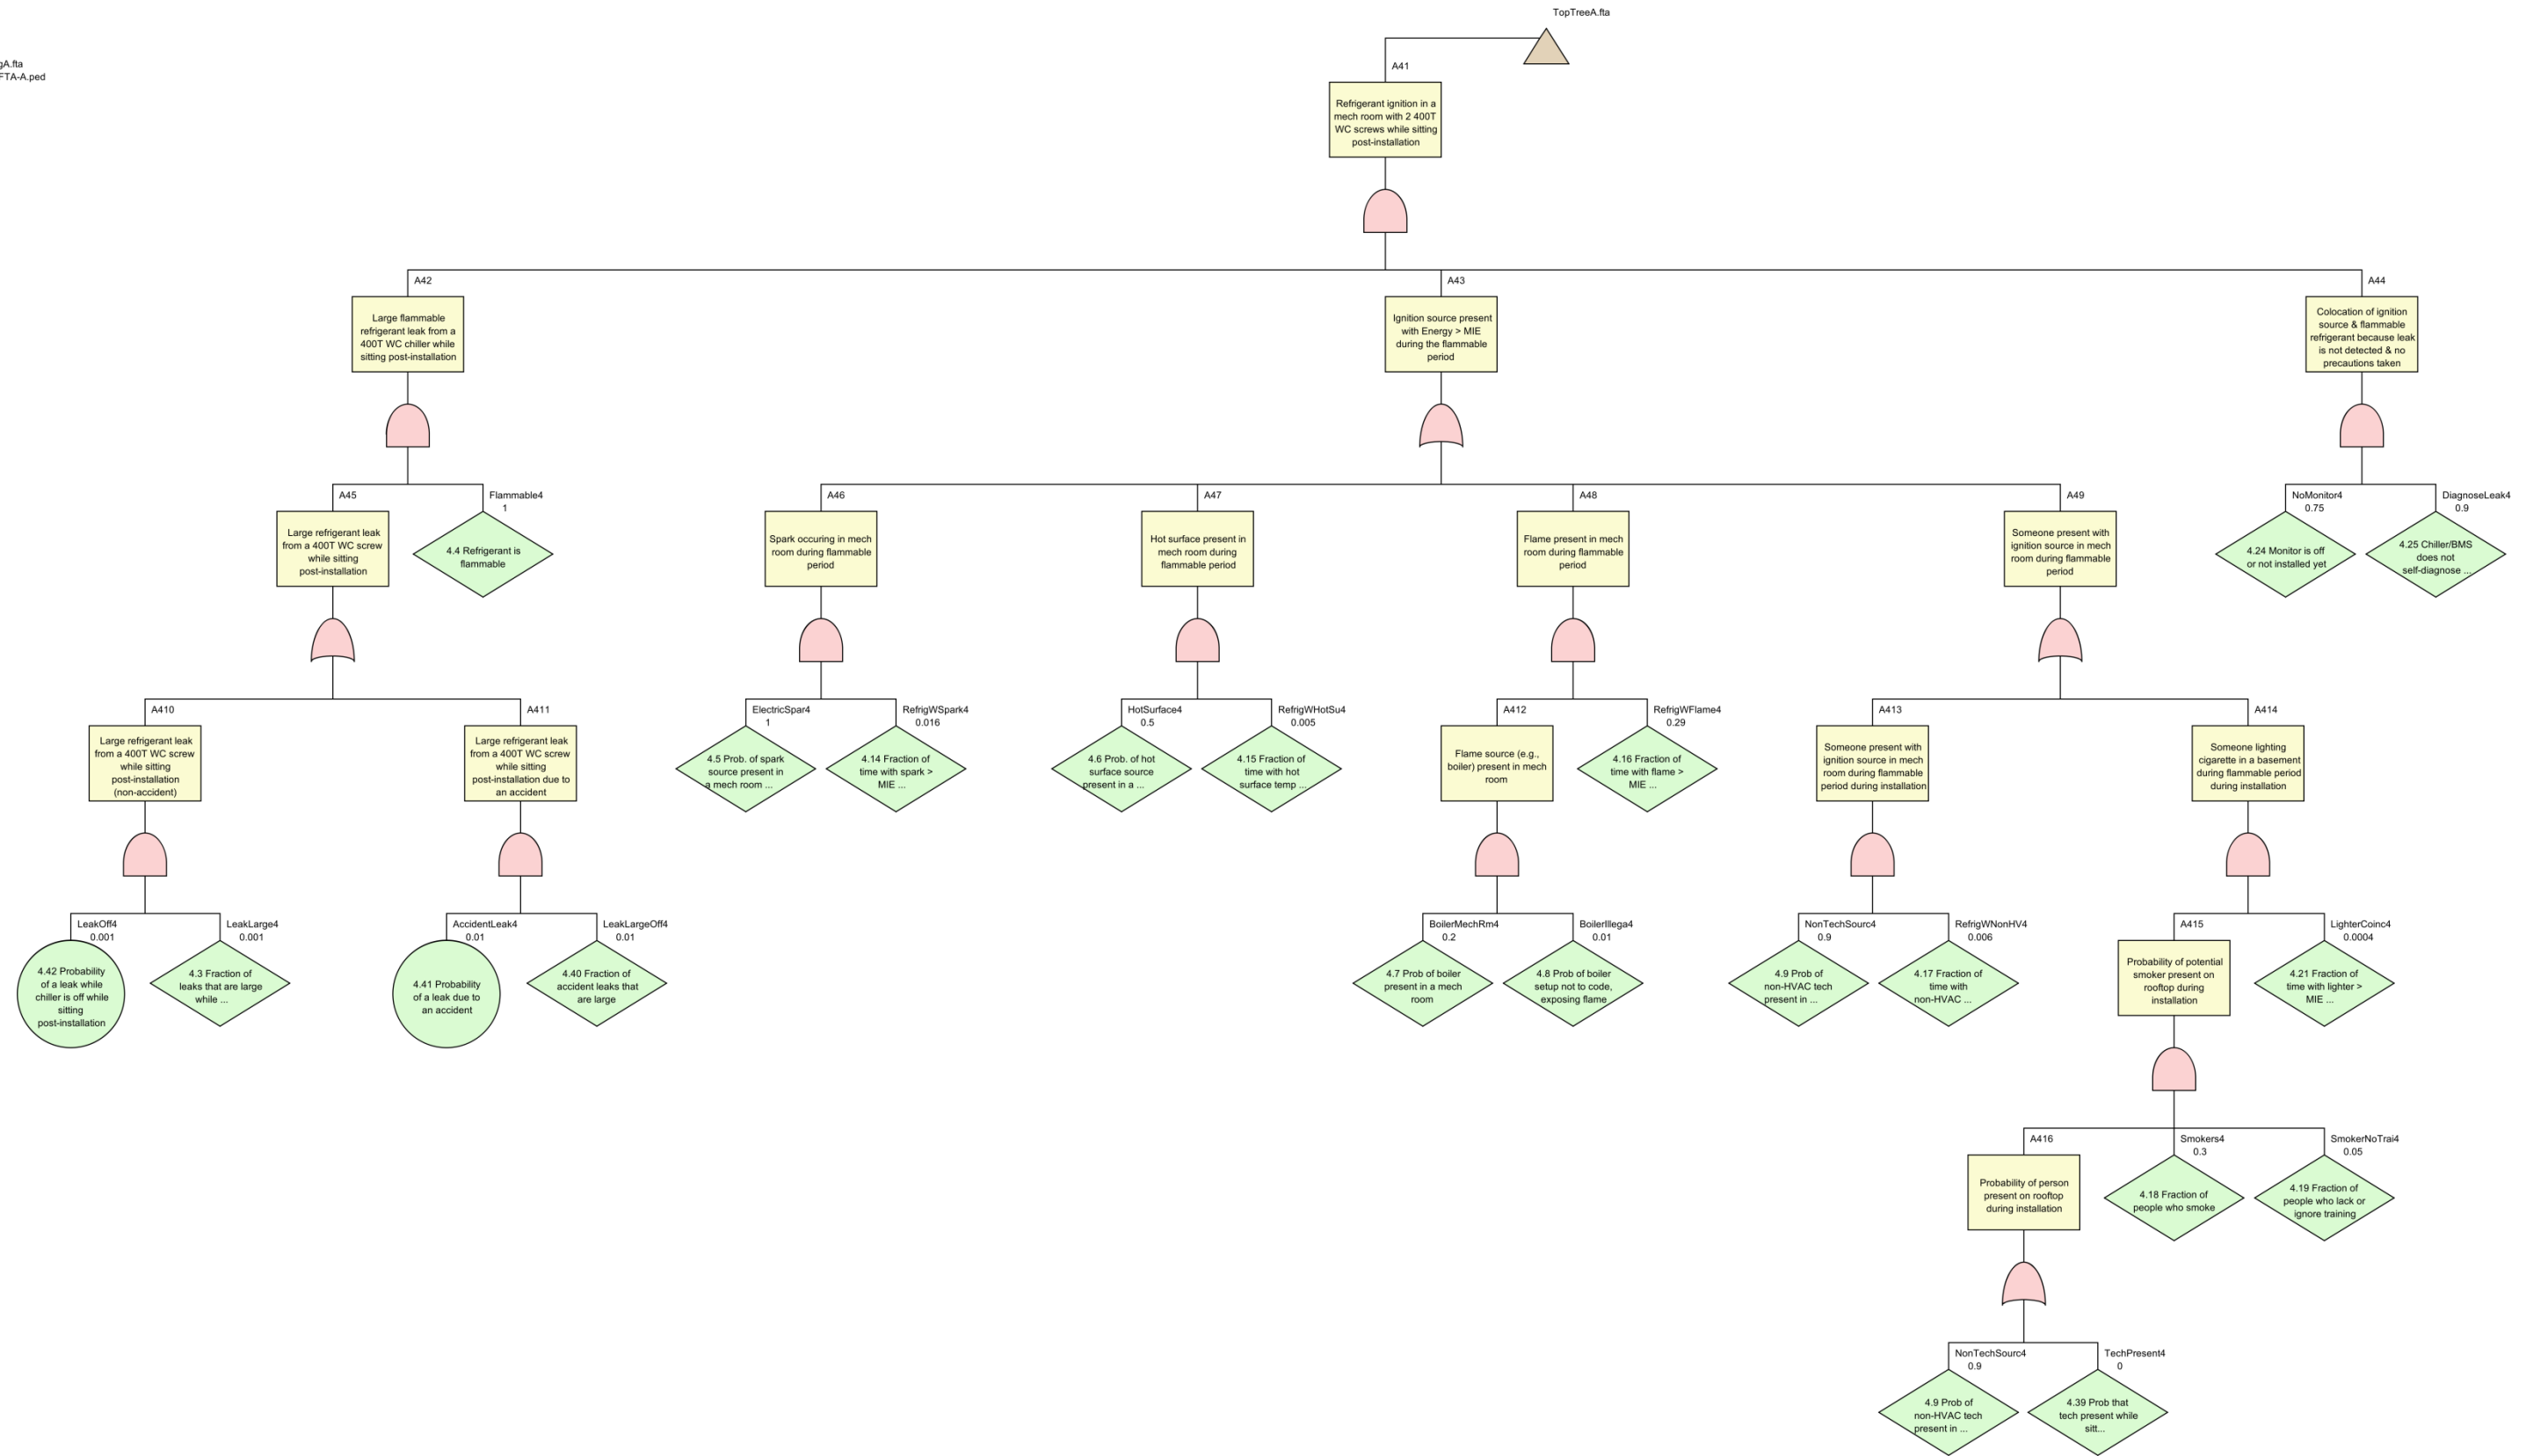 TopTreeA.fta
gA.fta
FTA-A.ped
A41
Refrigerant ignition in a
mech room with 2 400T
WC screws while sitting
post-installation
A42
Large flammable
refrigerant leak from a
400T WC chiller while
sitting post-installation
A43
Ignition source present
with Energy > MIE
during the flammable
period
A44
Colocation of ignition
source & flammable
refrigerant because leak
is not detected & no
precautions taken
A45
Large refrigerant leak
from a 400T WC screw
while sitting
post-installation
Flammable4
1
4.4 Refrigerant is
flammable
A46
Spark occuring in mech
room during flammable
period
A47
Hot surface present in
mech room during
flammable period
A48
Flame present in mech
room during flammable
period
A49
Someone present with
ignition source in mech
room during flammable
period
NoMonitor4
0.75
4.24 Monitor is off
or not installed yet
DiagnoseLeak4
0.9
4.25 Chiller/BMS
does not
self-diagnose ...
A410
Large refrigerant leak
from a 400T WC screw
while sitting
post-installation
(non-accident)
A411
Large refrigerant leak
from a 400T WC screw
while sitting
post-installation due to
an accident
ElectricSpar4
1
4.5 Prob. of spark
source present in
a mech room ...
RefrigWSpark4
0.016
4.14 Fraction of
time with spark >
MIE ...
HotSurface4
0.5
4.6 Prob. of hot
surface source
present in a ...
RefrigWHotSu4
0.005
4.15 Fraction of
time with hot
surface temp ...
A412
Flame source (e.g.,
boiler) present in mech
room
RefrigWFlame4
0.29
4.16 Fraction of
time with flame >
MIE ...
A413
Someone present with
ignition source in mech
room during flammable
period during installation
A414
Someone lighting
cigarette in a basement
during flammable period
during installation
LeakOff4
0.001
4.42 Probability
of a leak while
chiller is off while
sitting
post-installation
LeakLarge4
0.001
4.3 Fraction of
leaks that are large
while ...
AccidentLeak4
0.01
4.41 Probability
of a leak due to
an accident
LeakLargeOff4
0.01
4.40 Fraction of
accident leaks that
are large
BoilerMechRm4
0.2
4.7 Prob of boiler
present in a mech
room
BoilerIllega4
0.01
4.8 Prob of boiler
setup not to code,
exposing flame
NonTechSourc4
0.9
4.9 Prob of
non-HVAC tech
present in ...
RefrigWNonHV4
0.006
4.17 Fraction of
time with
non-HVAC ...
A415
Probability of potential
smoker present on
rooftop during
installation
LighterCoinc4
0.0004
4.21 Fraction of
time with lighter >
MIE ...
A416
Probability of person
present on rooftop
during installation
Smokers4
0.3
4.18 Fraction of
people who smoke
SmokerNoTrai4
0.05
4.19 Fraction of
people who lack or
ignore training
NonTechSourc4
0.9
4.9 Prob of
non-HVAC tech
present in ...
TechPresent4
0
4.39 Prob that
tech present while
sitt...